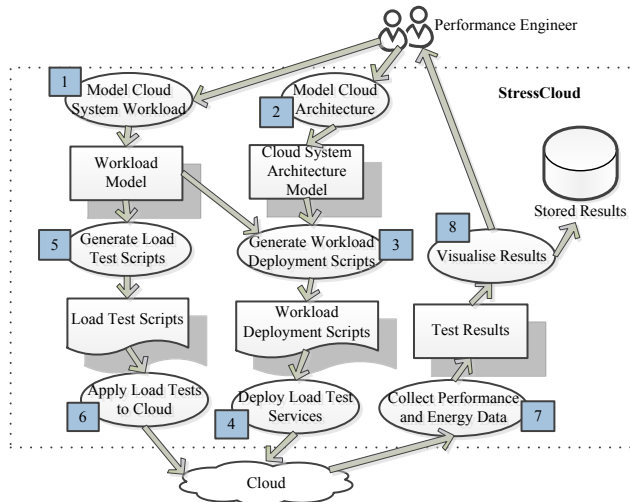 Performance Engineer
StressCloud
1
Model Cloud
System Workload
2
Model Cloud
Architecture
Workload
Model
Cloud System
Architecture
Model
Stored Results
5
Generate Load
Test Scripts
Generate Workload
Deployment Scripts
3
8
Visualise Results
Load Test Scripts
Workload
Deployment Scripts
Test Results
Apply Load Tests
to Cloud
6
Deploy Load Test
Services
4
Collect Performance
and Energy Data
7
Cloud